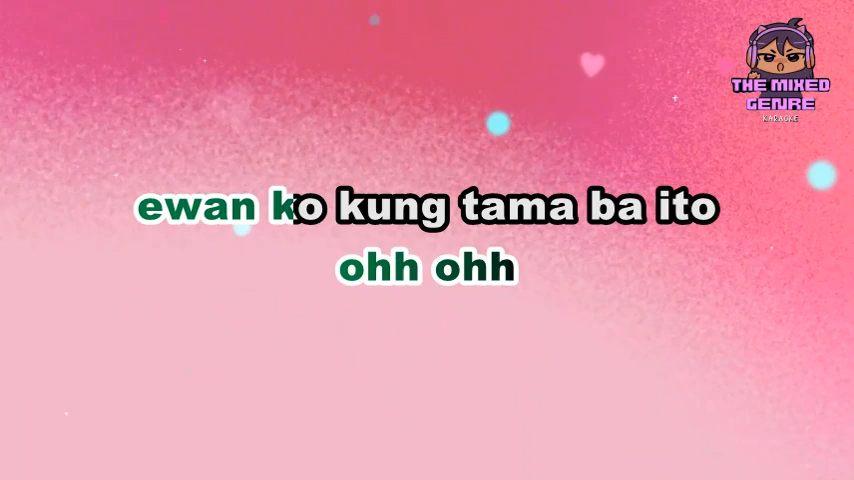 THE MIXED
GENRE
KARAOKE
ewan ko kung tama ba ito
ohh ohh